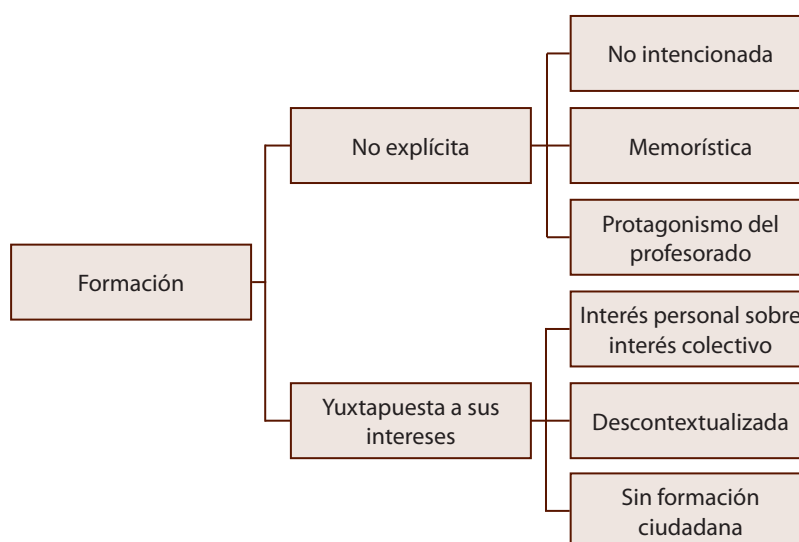 No intencionada
No explícita
Memorística
Protagonismo del
profesorado
Formación
Interés personal sobre
interés colectivo
Yuxtapuesta a sus
intereses
Descontextualizada
Sin formación
ciudadana